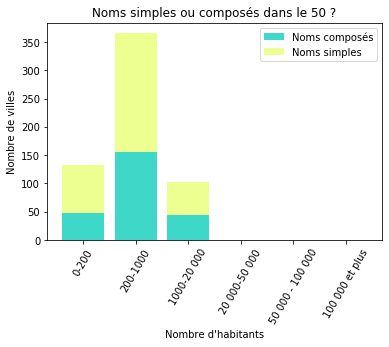 Noms simples ou composés dans le 50 ?
Noms composés
Noms simples
Nombre de villes
350
300
250
200
150
100
50
0
0-200
200-1000
1000-20 000
20 000-50 000
50 000 - 100 000
100 000 et plus
Nombre d'habitants